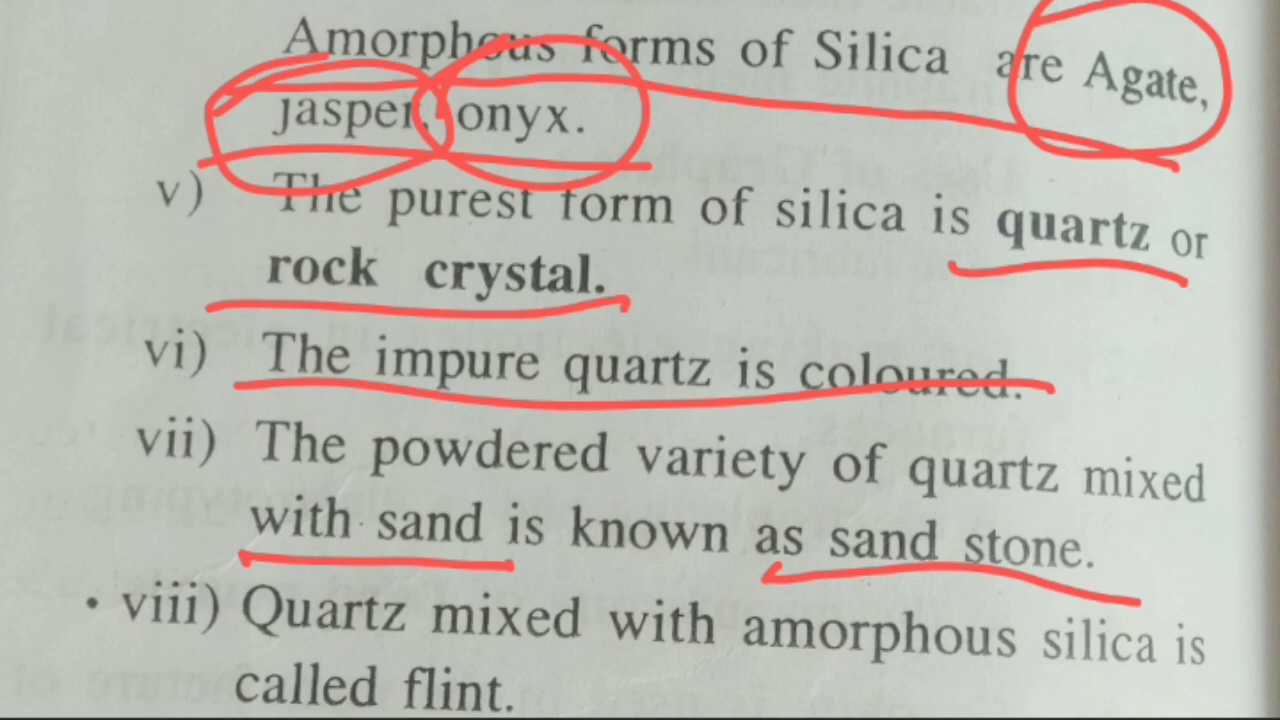 Amorphous forms of Silica are Agate,
jasper, onyx.
v) The purest form of silica is quartz or
rock crystal.
vi) The impure quartz is coloured.
vii) The powdered variety of quartz mixed
with sand is known as sand stone.
• viii) Quartz mixed with amorphous silica is
called flint.